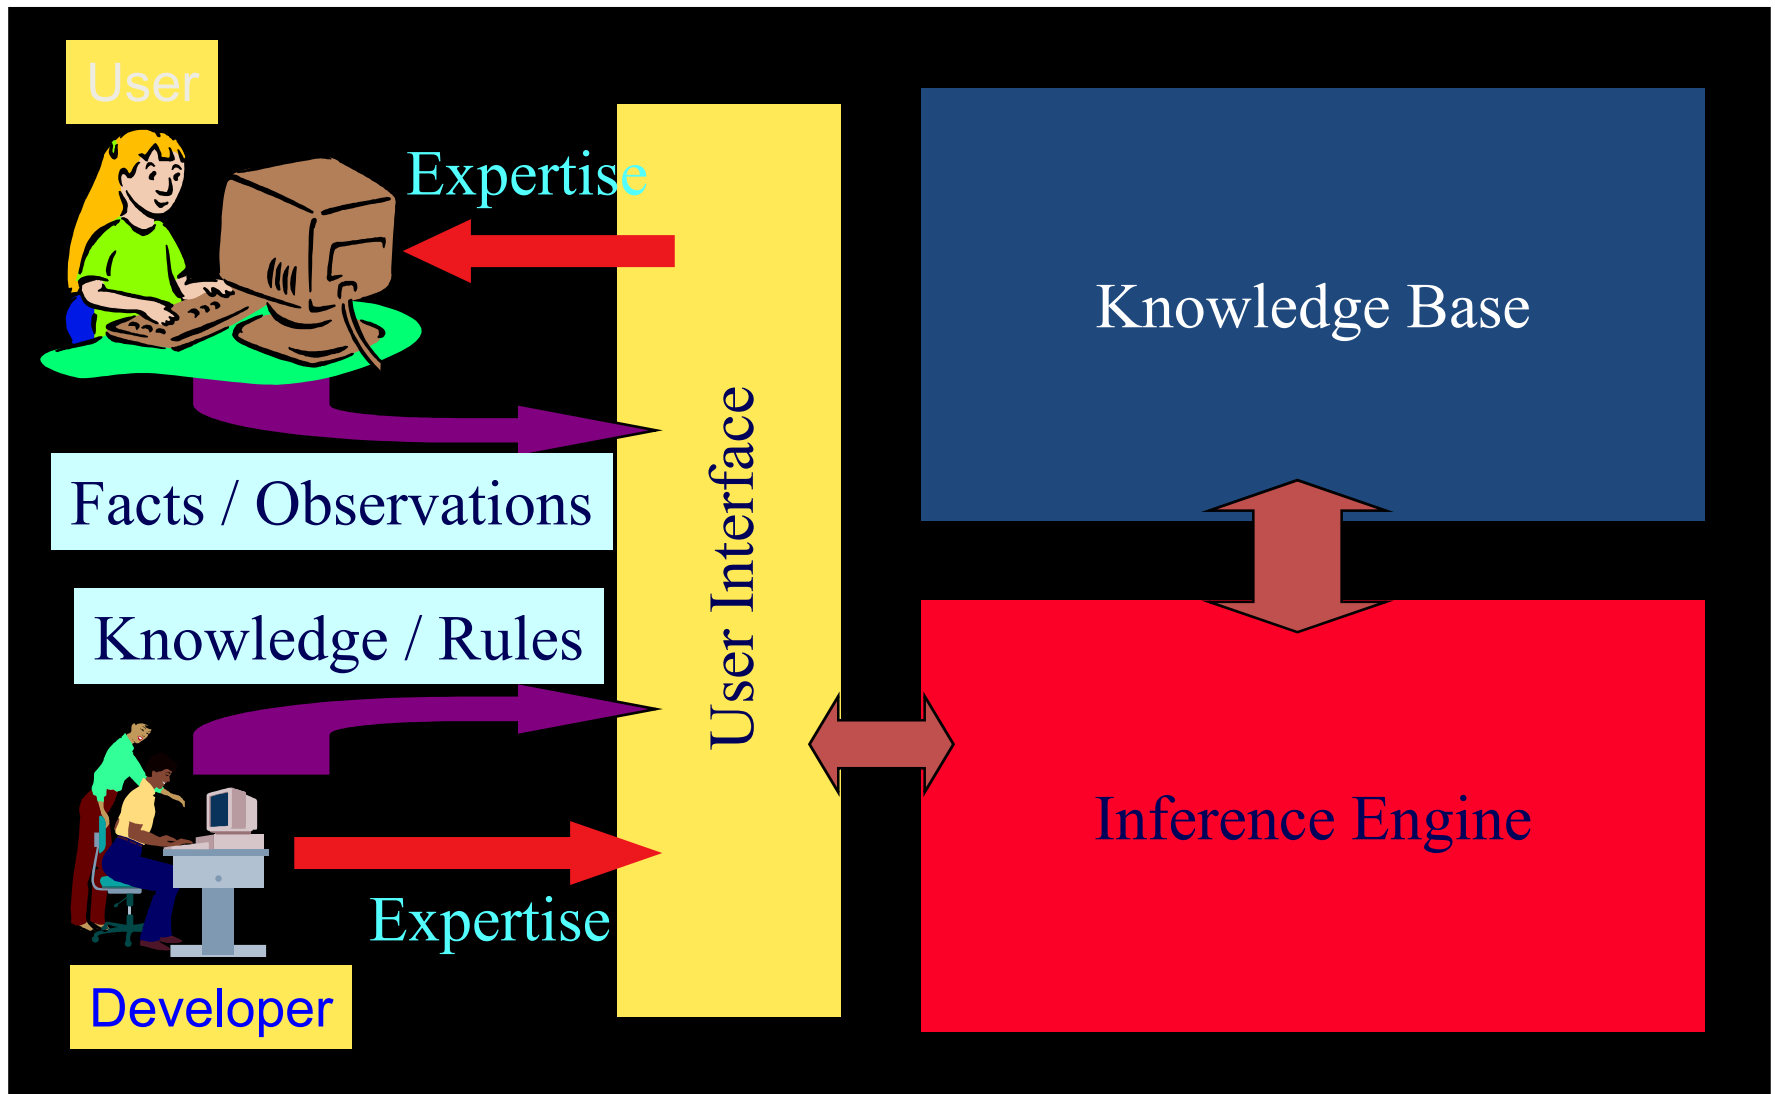 User
Expertise
Knowledge Base
Facts / Observations
User Interface
Knowledge / Rules
Inference Engine
Expertise
Developer